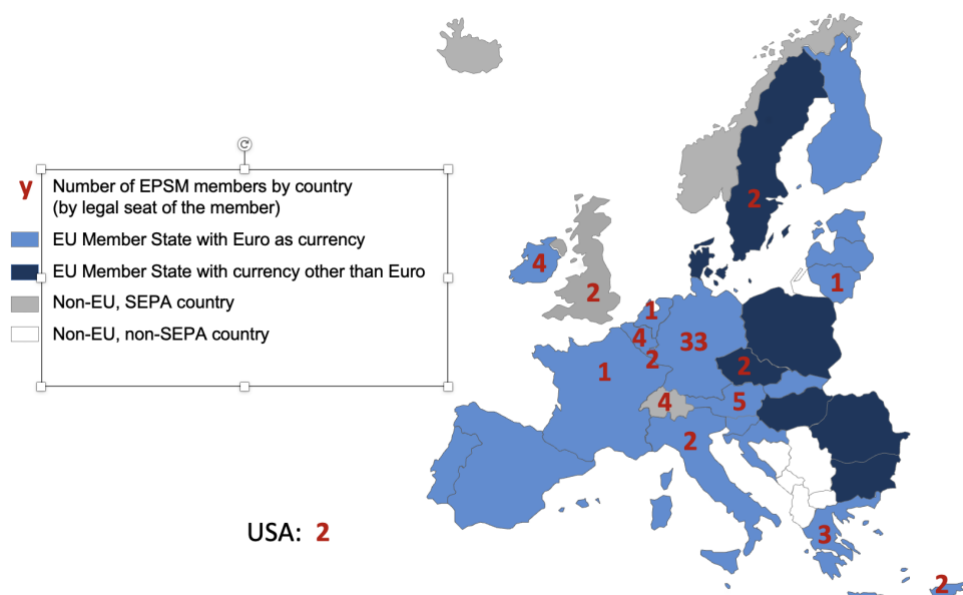 y Number of EPSM members by country
(by legal seat of the member)
EU Member State with Euro as currency
EU Member State with currency other than Euro
Non-EU, SEPA country
Non-EU, non-SEPA country
2
4
2
1
1
4
33
2
1
2
4
5
2
USA: 2
3
2